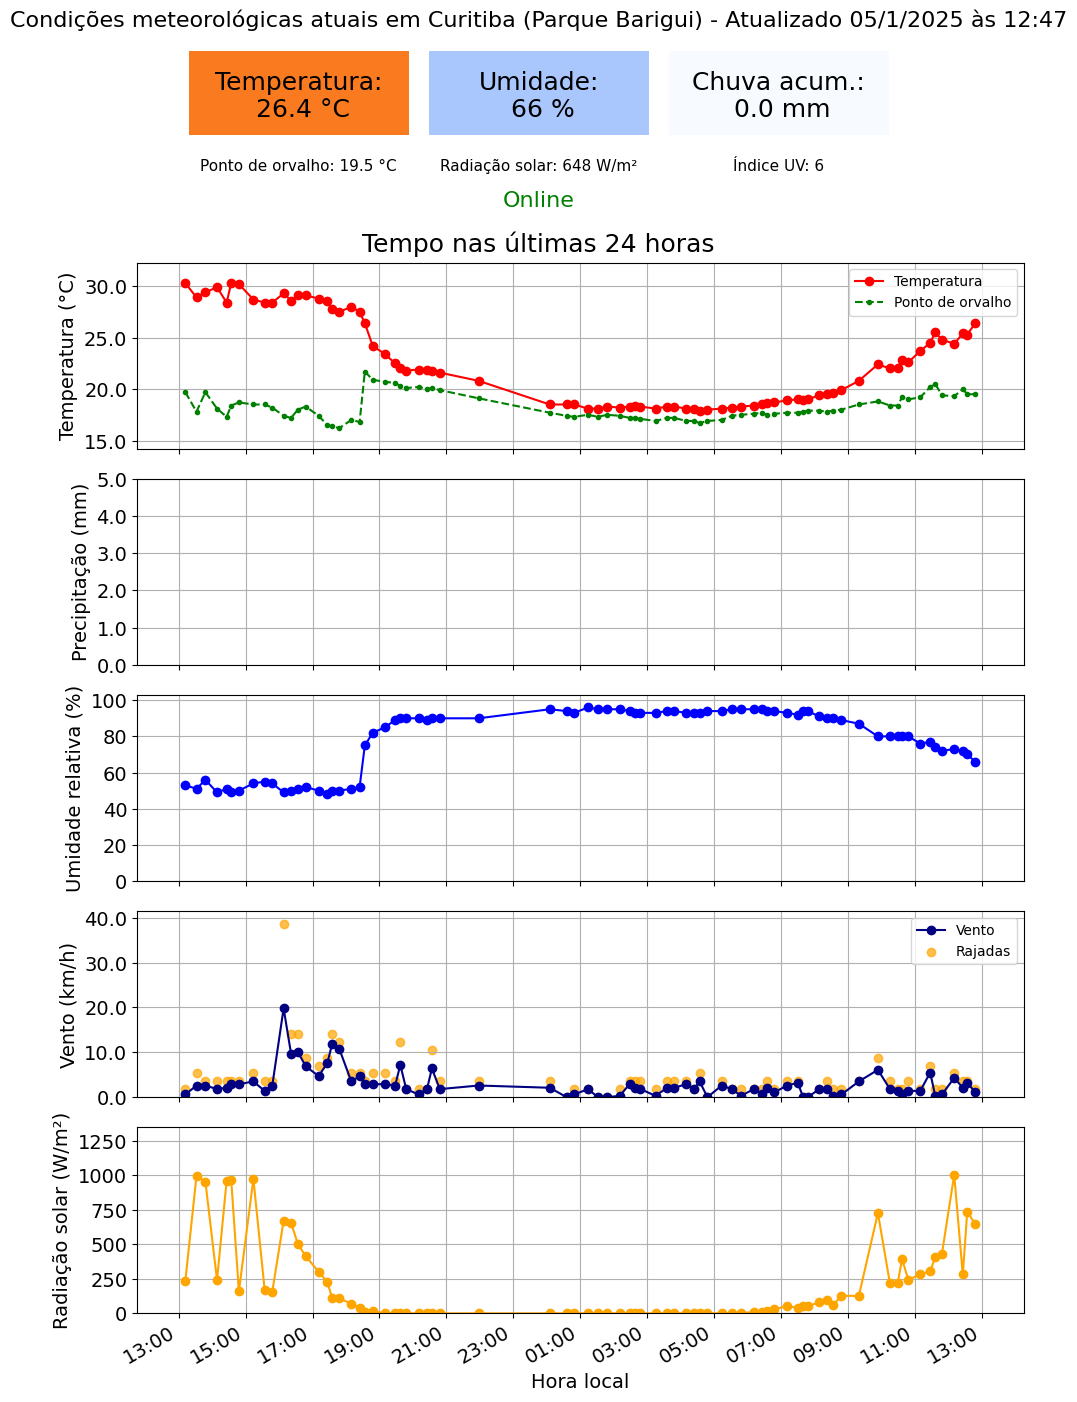 Condições meteorológicas atuais em Curitiba (Parque Barigui) - Atualizado 05/1/2025 às 12:47
Temperatura:
26.4 °C
Umidade:
66 %
Chuva acum.:
0.0 mm
Ponto de orvalho: 19.5 °C
Radiação solar: 648 W/m²
Índice UV: 6
Online
Tempo nas últimas 24 horas
Temperatura (°C)
30.0
25.0
20.0
15.0
Temperatura
Ponto de orvalho
Precipitação (mm)
5.0
4.0
3.0
2.0
1.0
0.0
Umidade relativa (%)
100
80
60
40
20
0
Vento (km/h)
40.0
30.0
20.0
10.0
0.0
Vento
Rajadas
Radiação solar (W/m²)
1250
1000
750
500
250
0
13:00
15:00
17:00
19:00
21:00
23:00
01:00
03:00
05:00
07:00
09:00
11:00
13:00
Hora local